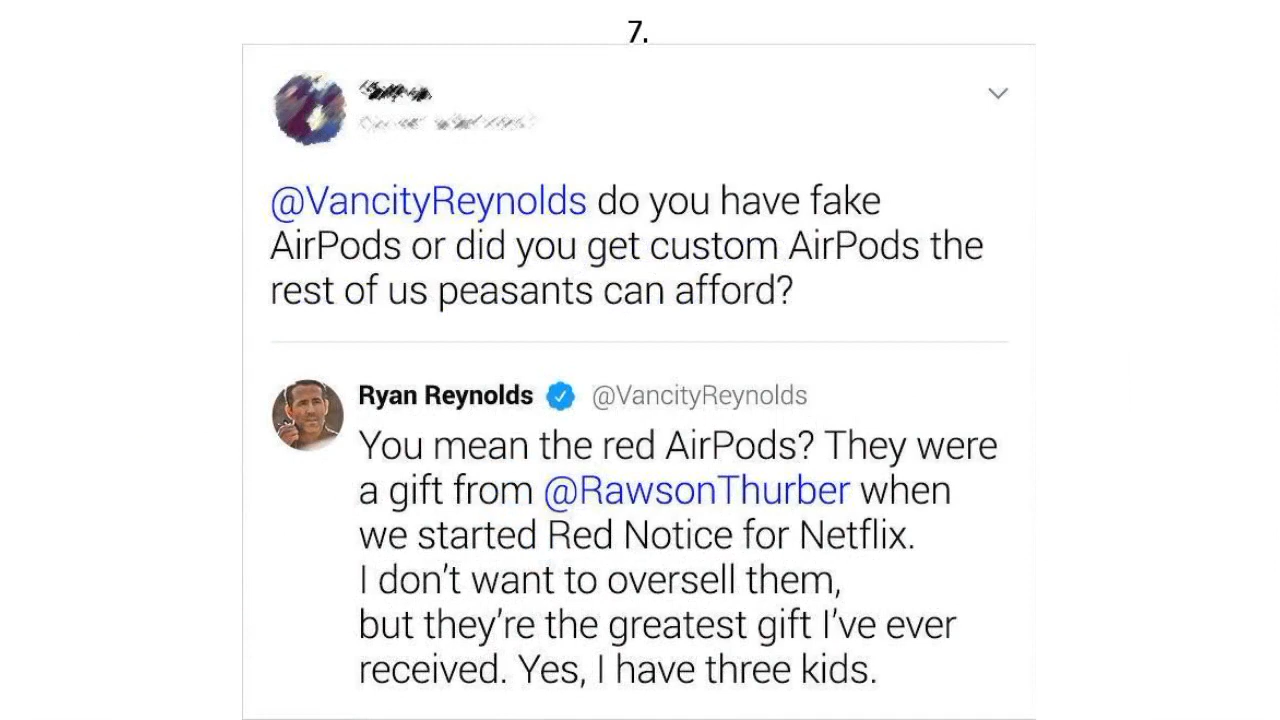 7.
@VancityReynolds do you have fake
AirPods or did you get custom AirPods the
rest of us peasants can afford?
Ryan Reynolds @VancityReynolds
You mean the red AirPods? They were
a gift from @RawsonThurber when
we started Red Notice for Netflix.
I don't want to oversell them,
but they're the greatest gift I've ever
received. Yes, I have three kids.